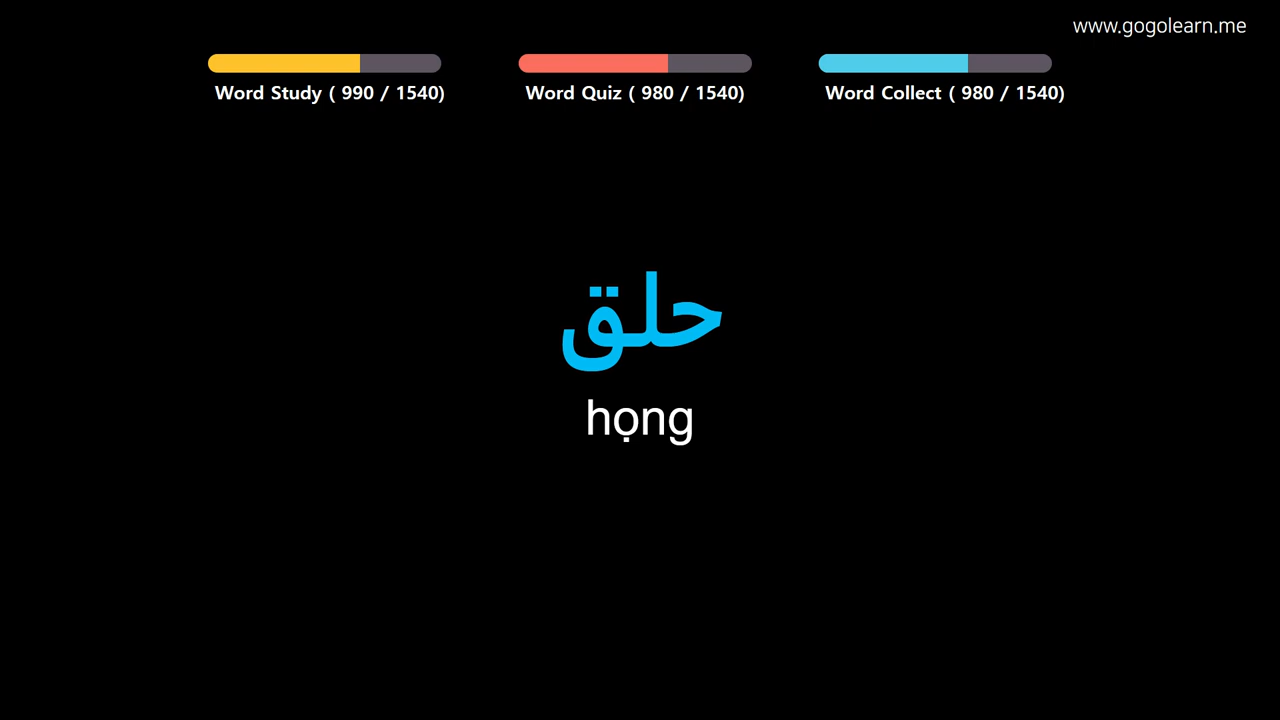 www.gogolearn.me
Word Study ( 990 / 1540)
Word Quiz ( 980 / 1540)
Word Collect ( 980 / 1540)
حلق
họng